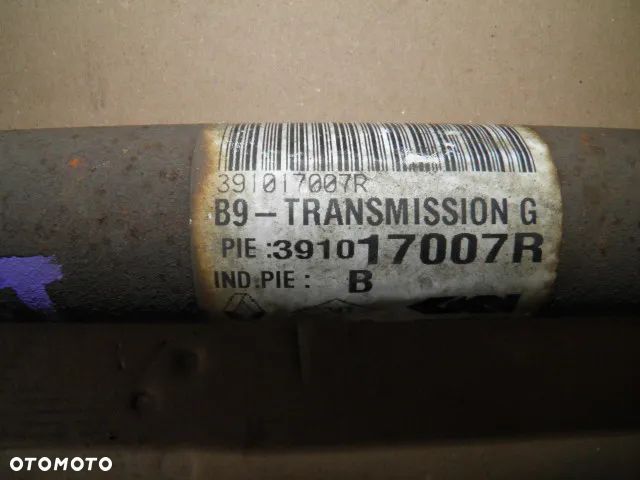 391017007R
B9-TRANSMISSION G
PIE :391017007R
IND.PIE : B
OTOMOTO